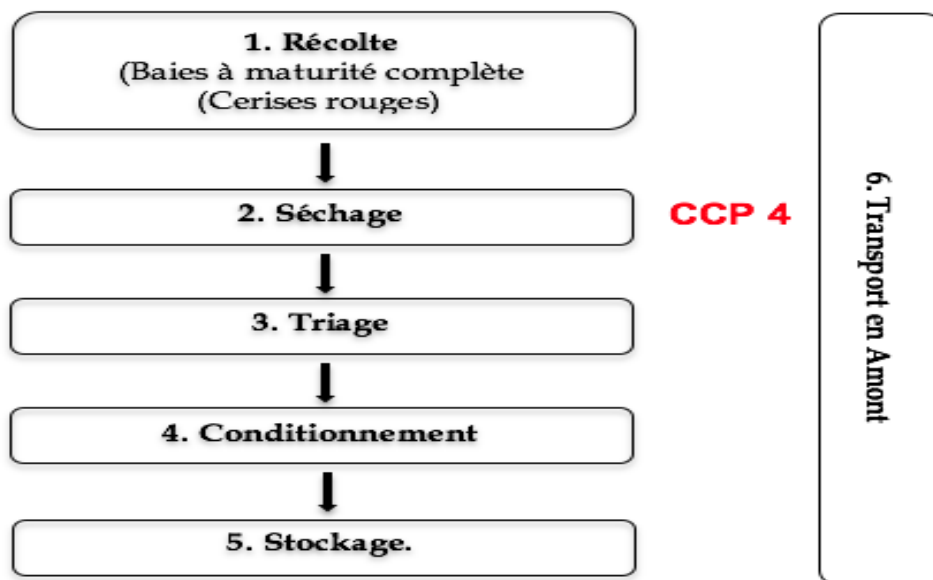 1. Récolte
(Baies à maturité complète
(Cerises rouges)
2. Séchage
CCP 4
3. Triage
4. Conditionnement
5. Stockage.
6. Transport en Amont